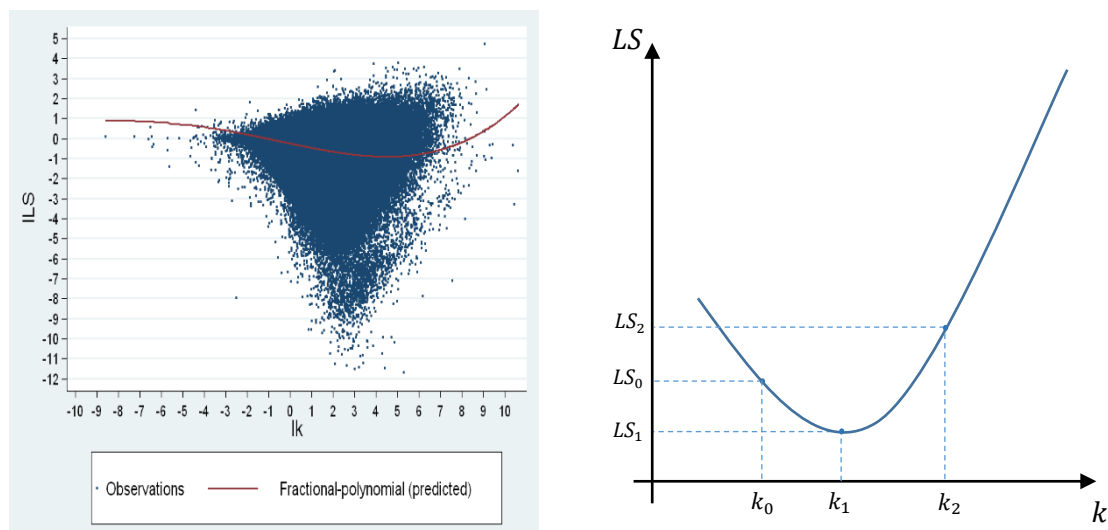 5
4
3
2
1
0
-1
-2
-3
-4
-5
-6
-7
-8
-9
-10
-11
-12
lLS
-10 -9 -8 -7 -6 -5 -4 -3 -2 -1 0 1 2 3 4 5 6 7 8 9 10
lk
Observations Fractional-polynomial (predicted)
LS
LS₂
LS₀
LS₁
k₀ k₁ k₂
k